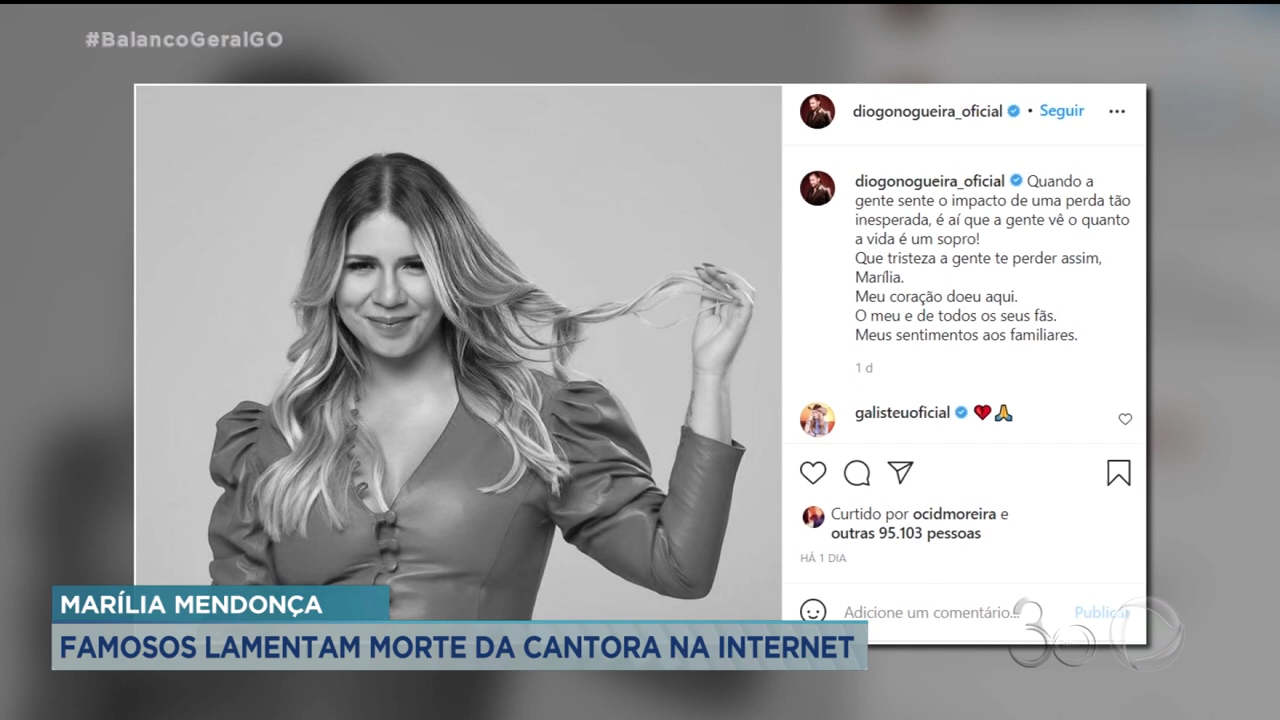 #BalancoGeralGO
diogonogueira_oficial • Seguir ...
diogonogueira_oficial Quando a
gente sente o impacto de uma perda tão
inesperada, é aí que a gente vê o quanto
a vida é um sopro!
Que tristeza a gente te perder assim,
Marília.
Meu coração doeu aqui.
O meu e de todos os seus fãs.
Meus sentimentos aos familiares.
1 d
galisteuoficial
Curtido por ocidmoreira e
outras 95.103 pessoas
HÁ 1 DIA
Adicione um comentário... Publicar
MARÍLIA MENDONÇA
FAMOSOS LAMENTAM MORTE DA CANTORA NA INTERNET